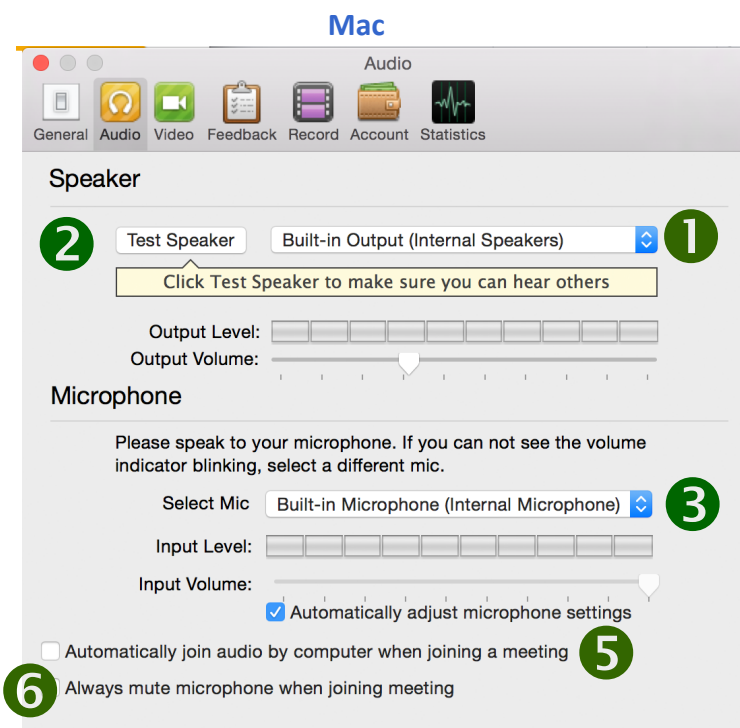 Mac
Audio
General Audio Video Feedback Record Account Statistics
Speaker
2 Test Speaker Built-in Output (Internal Speakers) 1
Click Test Speaker to make sure you can hear others
Output Level:
Output Volume:
Microphone
Please speak to your microphone. If you can not see the volume
indicator blinking, select a different mic.
Select Mic Built-in Microphone (Internal Microphone) 3
Input Level:
Input Volume:
Automatically adjust microphone settings
Automatically join audio by computer when joining a meeting 5
6 Always mute microphone when joining meeting